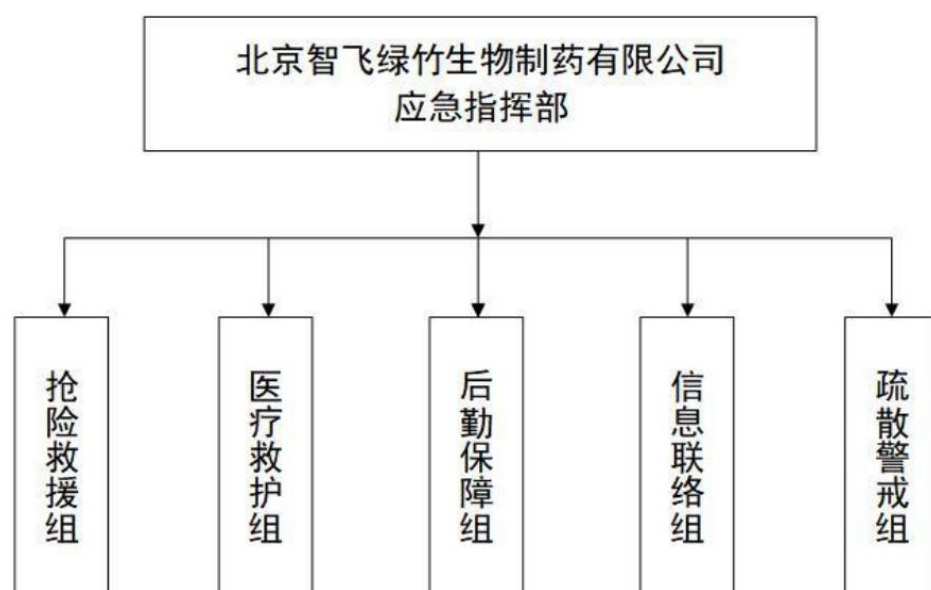 北京智飞绿竹生物制药有限公司
应急指挥部
抢险救援组
医疗救护组
后勤保障组
信息联络组
疏散警戒组